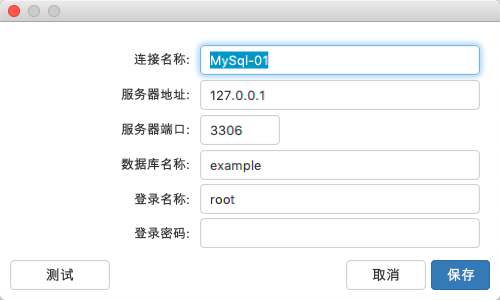 连接名称: MySql-01
服务器地址: 127.0.0.1
服务器端口: 3306
数据库名称: example
登录名称: root
登录密码:
测试 取消 保存